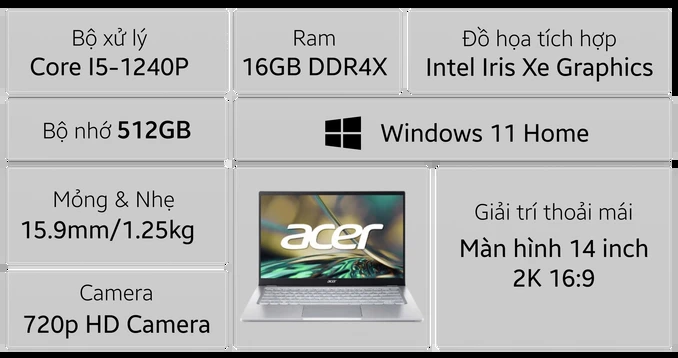 Bộ xử lý
Core I5-1240P
Ram
16GB DDR4X
Đồ họa tích hợp
Intel Iris Xe Graphics
Bộ nhớ 512GB
Windows 11 Home
Mỏng & Nhẹ
15.9mm/1.25kg
acer
acer
Giải trí thoải mái
Màn hình 14 inch
2K 16:9
Camera
720p HD Camera